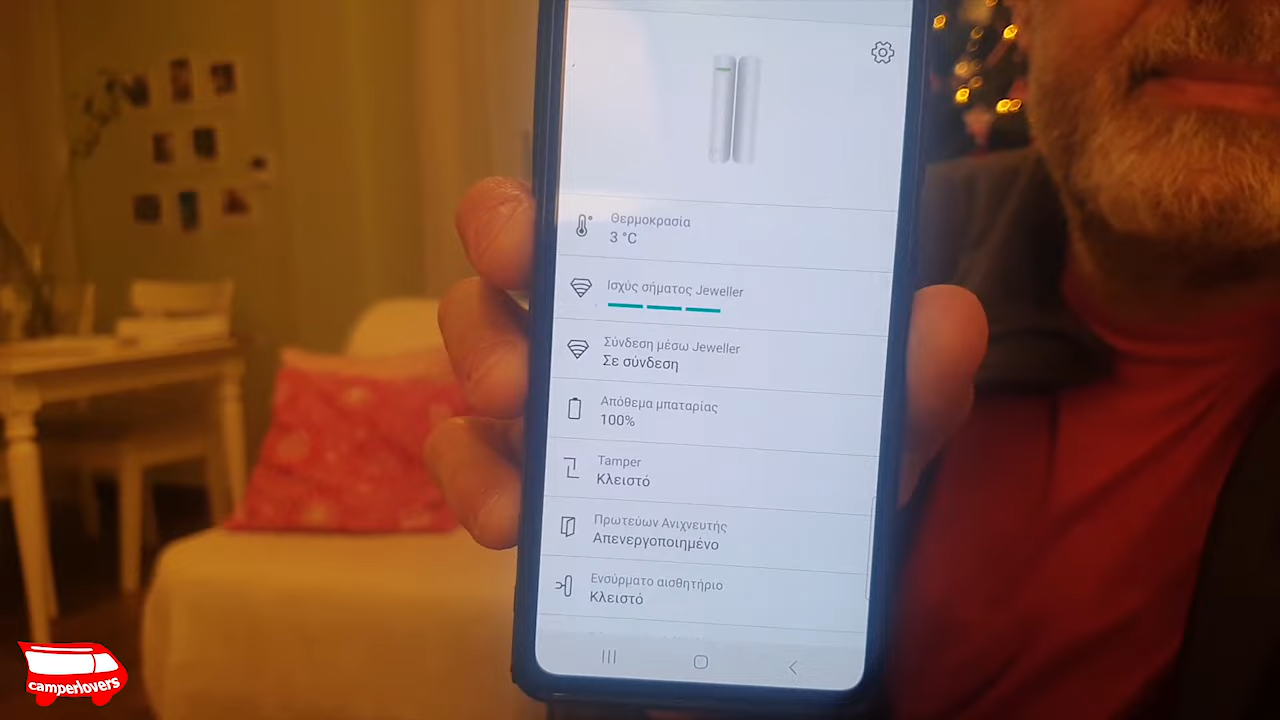 Θερμοκρασία
3 °C
Ισχύς σήματος Jeweller
Σύνδεση μέσω Jeweller
Σε σύνδεση
Απόθεμα μπαταρίας
100%
Tamper
Κλειστό
Πρωτεύων Ανιχνευτής
Απενεργοποιημένο
Ενσύρματο αισθητήριο
Κλειστό
camperlovers